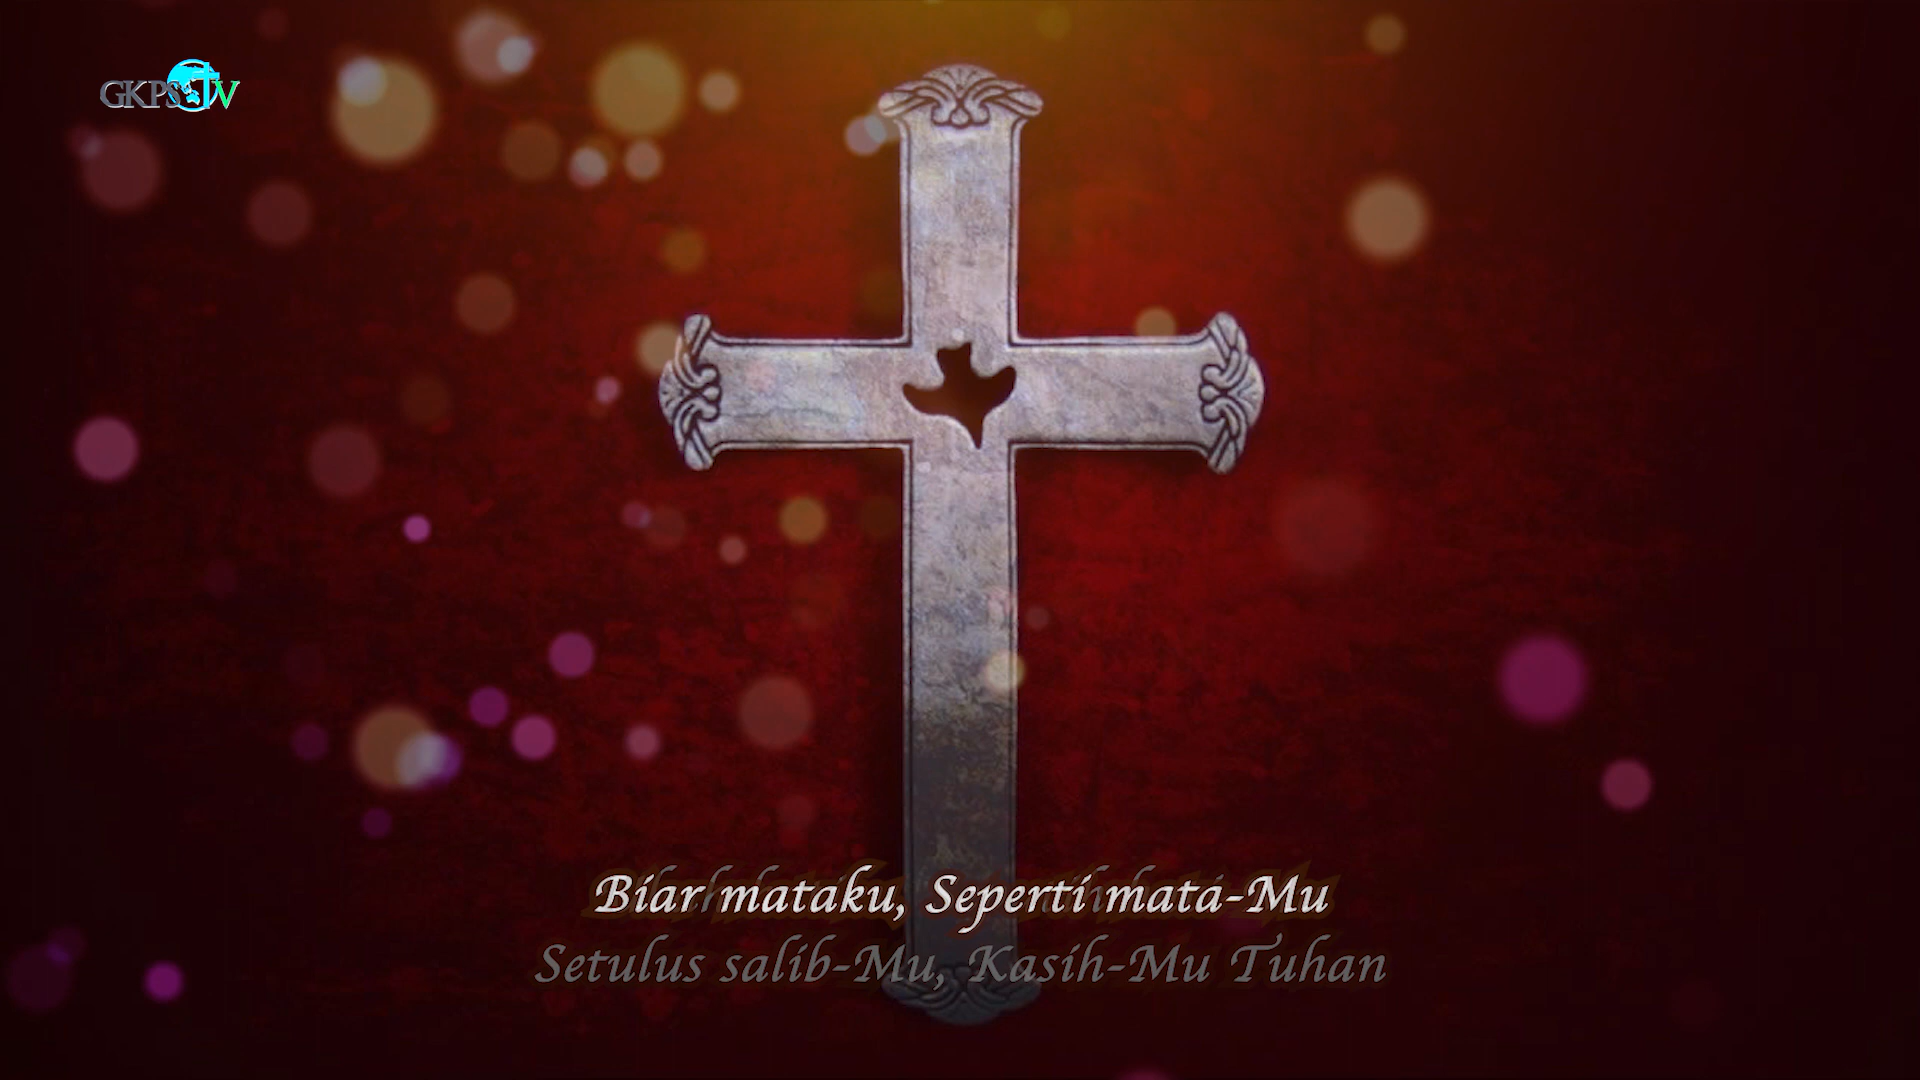 GKPS TV
Biar mataku, Seperti mata-Mu
Setulus salib-Mu, Kasih-Mu Tuhan